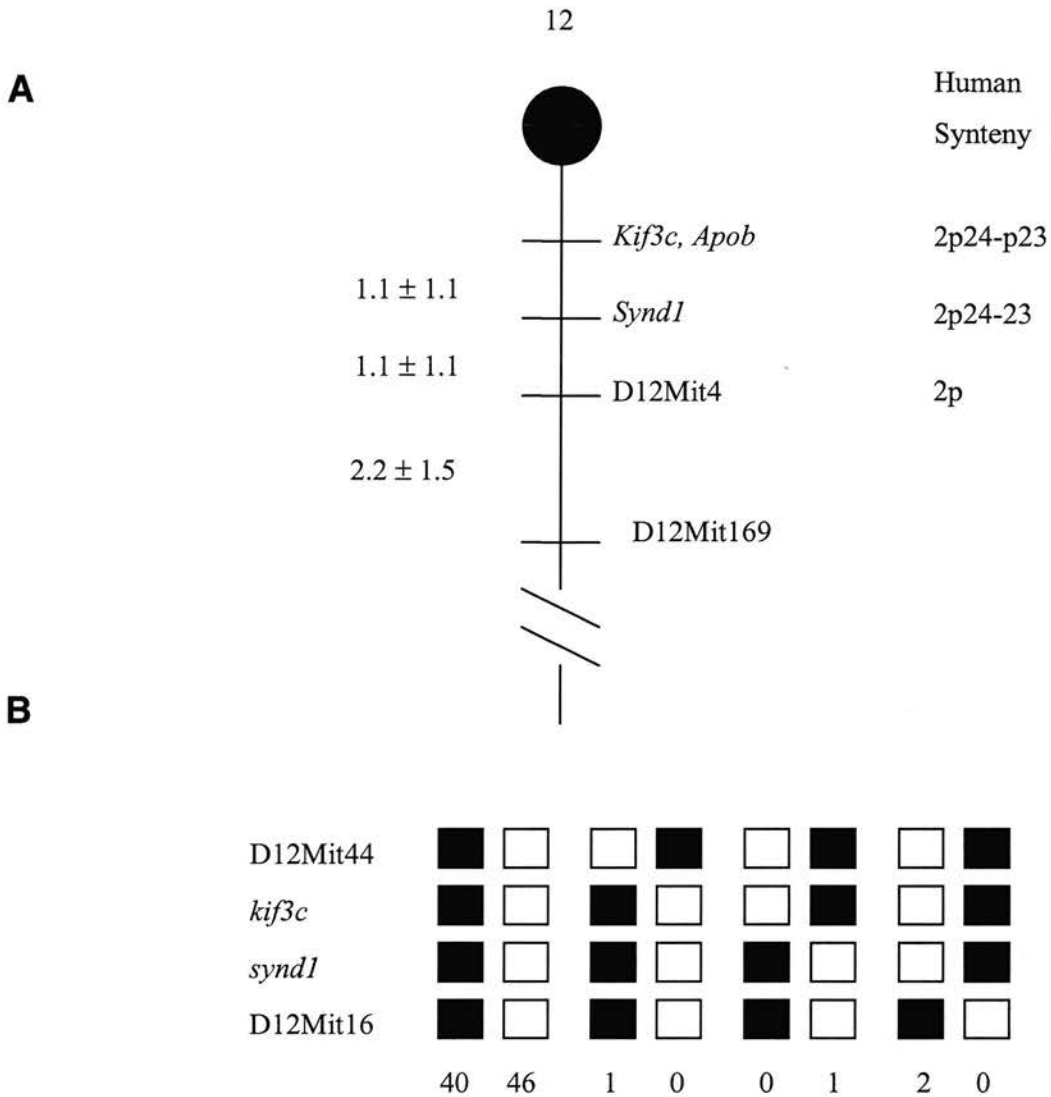 12
A
Human
Synteny
Kif3c, Apob 2p24-p23
1.1 ± 1.1
Synd1 2p24-23
1.1 ± 1.1
D12Mit4 2p
2.2 ± 1.5
D12Mit169
B
D12Mit44
kif3c
synd1
D12Mit16
40 46 1 0 0 1 2 0